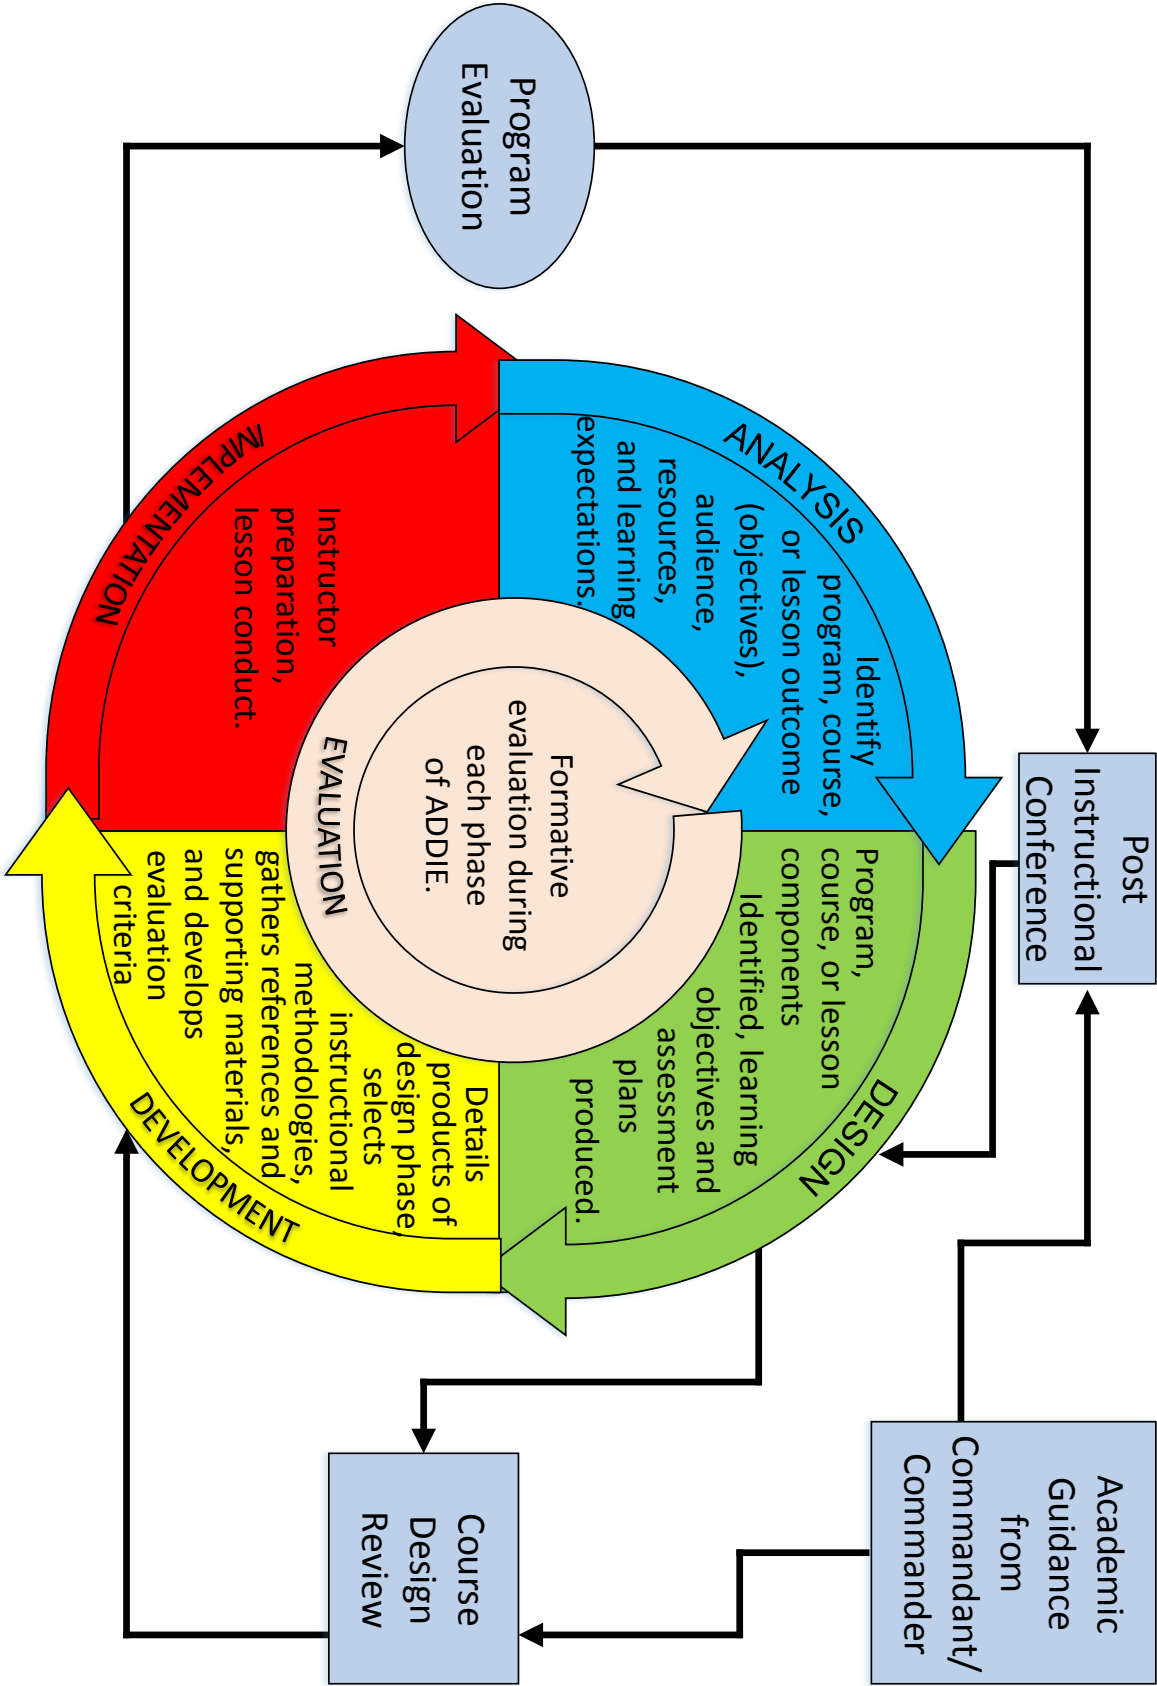 Post
Instructional
Conference
Academic
Guidance
from
Commandant/
Commander
Program
Evaluation
ANALYSIS
Identify
program, course,
or lesson outcome
(objectives),
audience,
resources,
and learning
expectations.
DESIGN
Program,
course, or lesson
components
Identified, learning
objectives and
assessment
plans
produced.
Formative
evaluation during
each phase
of ADDIE.
EVALUATION
IMPLEMENTATION
Instructor
preparation,
lesson conduct.
Details
products of
design phase,
selects
instructional
methodologies,
gathers references and
supporting materials,
and develops
evaluation
criteria
DEVELOPMENT
Course
Design
Review